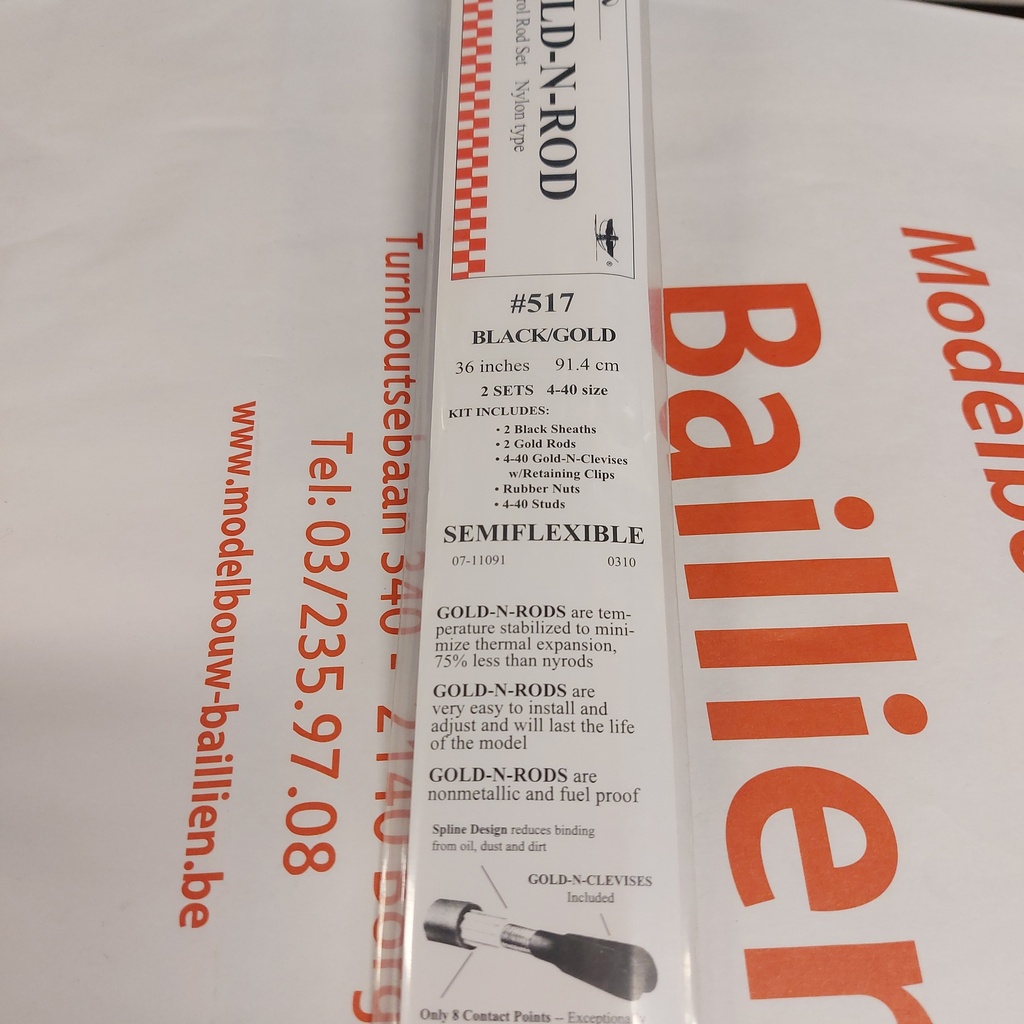 LD-N-ROD
Rod Set Nylon type
®
#517
BLACK/GOLD
36 inches 91.4 cm
2 SETS 4-40 size
KIT INCLUDES:
• 2 Black Sheaths
• 2 Gold Rods
• 4-40 Gold-N-Clevises
w/Retaining Clips
• Rubber Nuts
• 4-40 Studs
SEMIFLEXIBLE
07-11091 0310
GOLD-N-RODS are tem-
perature stabilized to mini-
mize thermal expansion,
75% less than nyrods
GOLD-N-RODS are
very easy to install and
adjust and will last the life
of the model
GOLD-N-RODS are
nonmetallic and fuel proof
Spline Design reduces binding
from oil, dust and dirt
GOLD-N-CLEVISES
Included
Only 8 Contact Points – Exceptiona
Modelbo
Baillien
Turnhoutsebaan 340 - 2140 Borg
Tel: 03/235.97.08
www.modelbouw-baillien.be